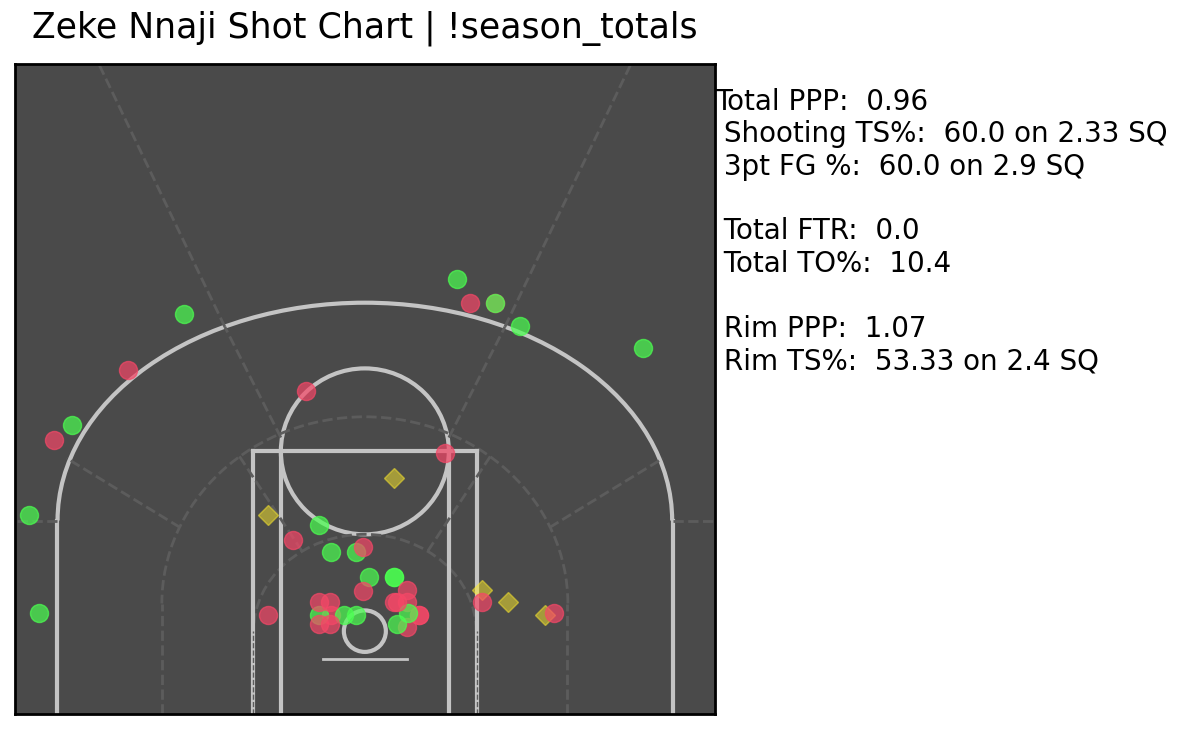 Zeke Nnaji Shot Chart | !season_totals
Total PPP: 0.96
Shooting TS%: 60.0 on 2.33 SQ
3pt FG %: 60.0 on 2.9 SQ
Total FTR: 0.0
Total TO%: 10.4
Rim PPP: 1.07
Rim TS%: 53.33 on 2.4 SQ